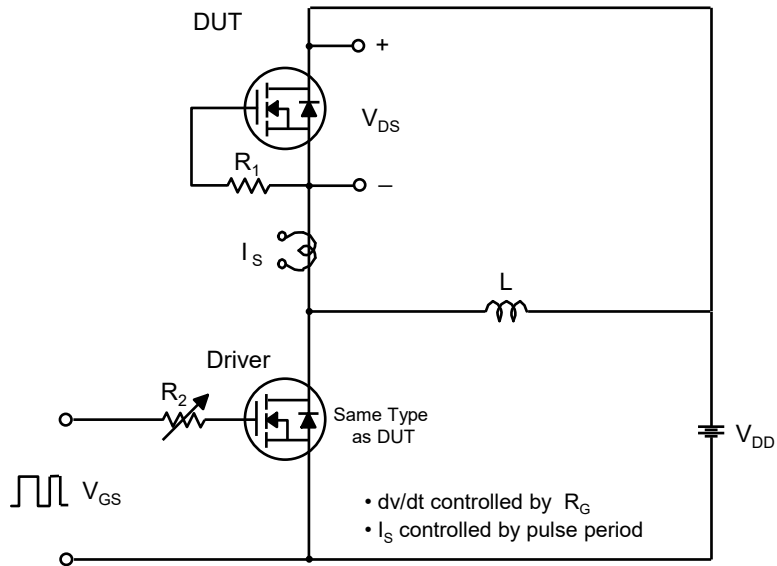 DUT
+
V_DS
R_1
–
I_S
L
Driver
R_2
Same Type
as DUT
V_DD
V_GS
• dv/dt controlled by R_G
• I_S controlled by pulse period